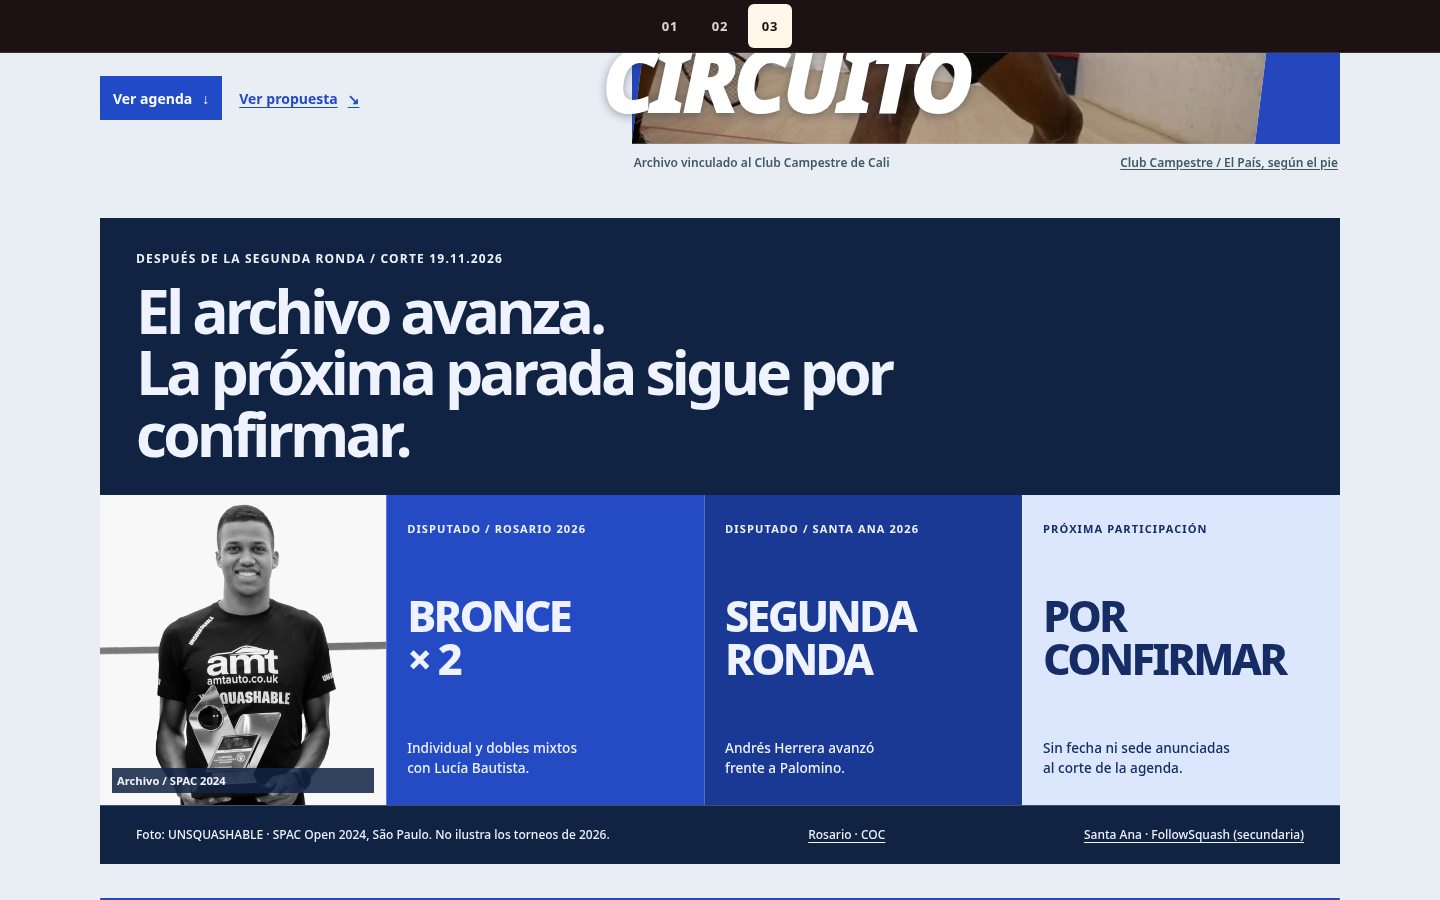 01 02 03
CIRCUITO
Ver agenda ↓ Ver propuesta ↘
Archivo vinculado al Club Campestre de Cali
Club Campestre / El País, según el pie
DESPUÉS DE LA SEGUNDA RONDA / CORTE 19.11.2026
El archivo avanza.
La próxima parada sigue por
confirmar.
amt
amtauto.co.uk
UNSQUASHABLE
Archivo / SPAC 2024
DISPUTADO / ROSARIO 2026
BRONCE
× 2
Individual y dobles mixtos
con Lucía Bautista.
DISPUTADO / SANTA ANA 2026
SEGUNDA
RONDA
Andrés Herrera avanzó
frente a Palomino.
PRÓXIMA PARTICIPACIÓN
POR
CONFIRMAR
Sin fecha ni sede anunciadas
al corte de la agenda.
Foto: UNSQUASHABLE · SPAC Open 2024, São Paulo. No ilustra los torneos de 2026.
Rosario · COC
Santa Ana · FollowSquash (secundaria)